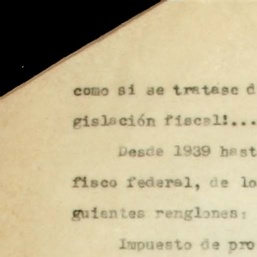 como si se tratase d
gislación fiscal!...
Desde 1939 hast
fisco federal, de lo
guientes renglones:
Impuesto de pro